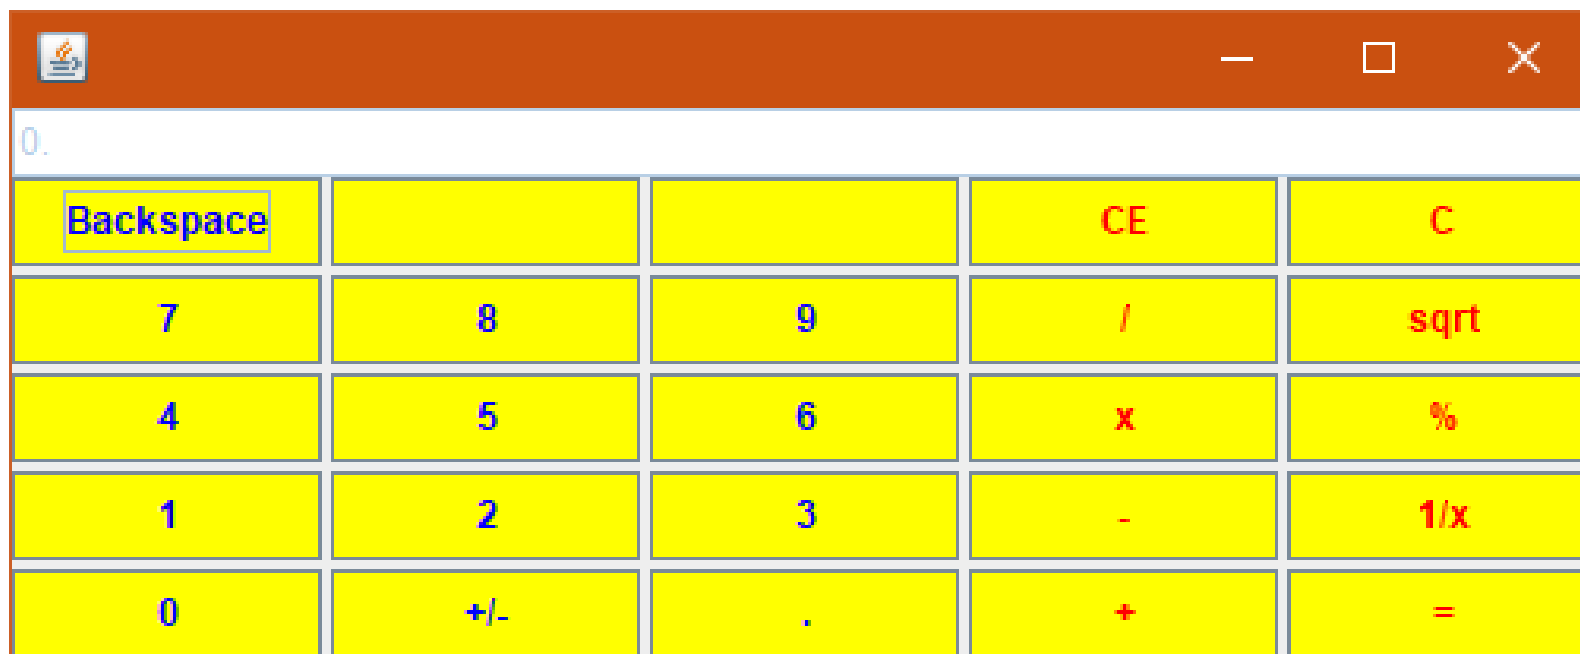 0.
Backspace CE C
7 8 9 / sqrt
4 5 6 x %
1 2 3 - 1/x
0 +/- . + =